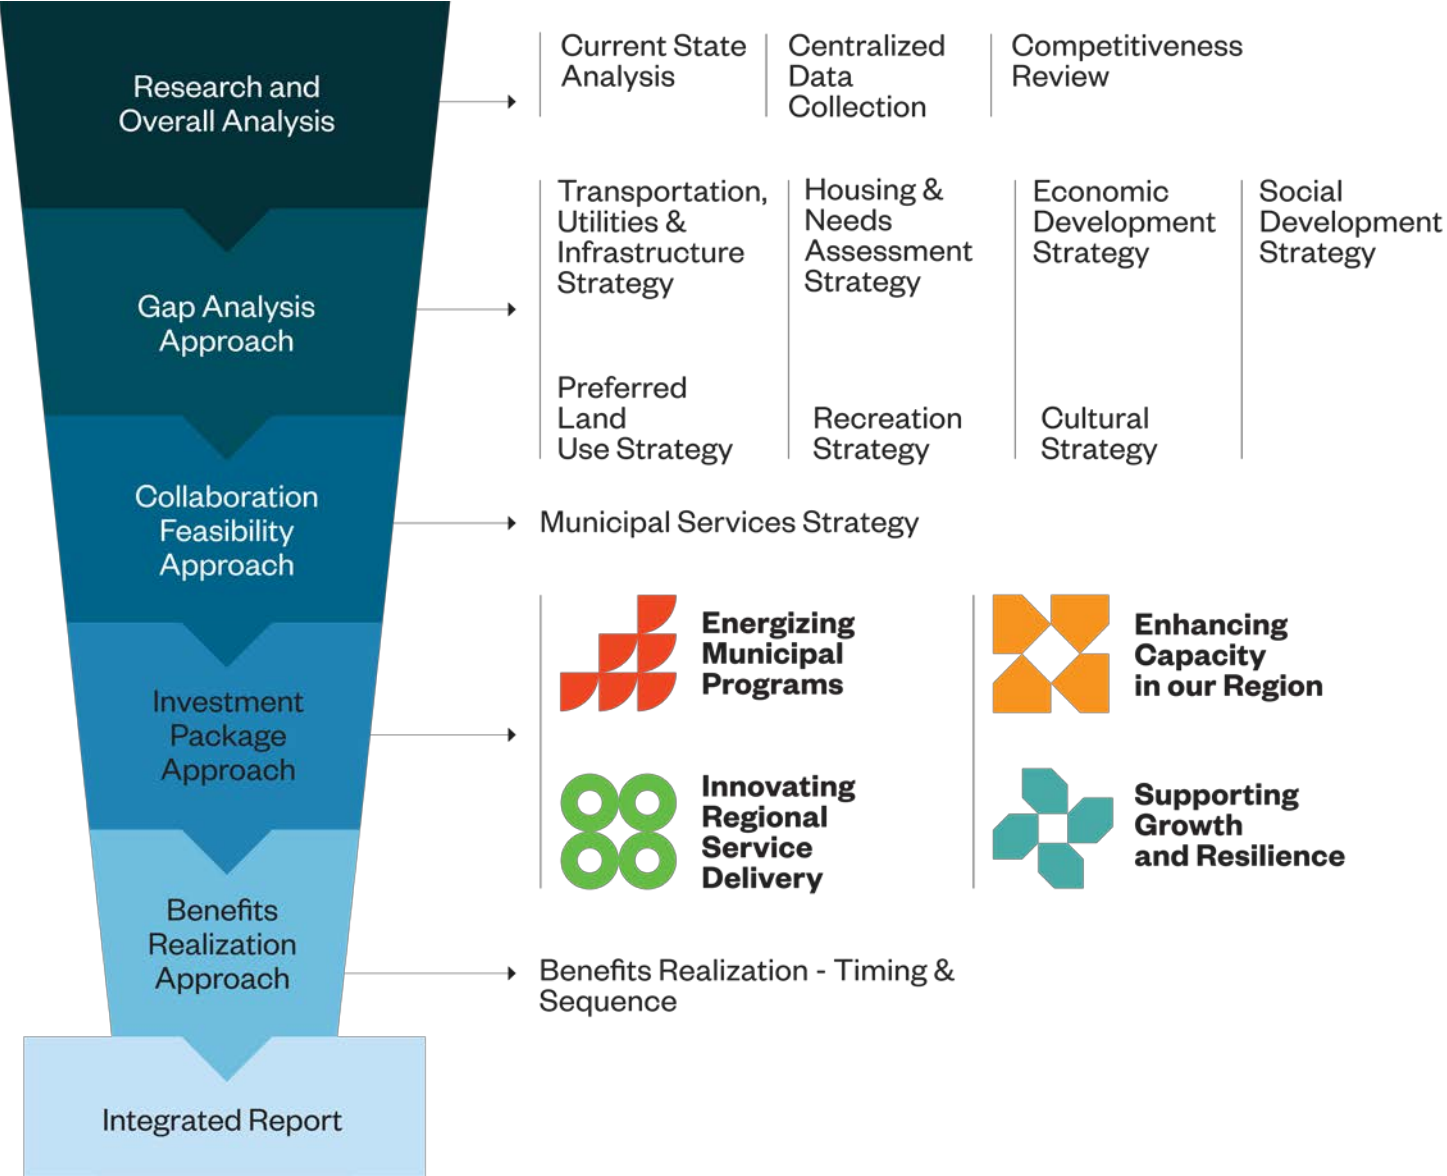 Research and
Overall Analysis
Current State
Analysis
Centralized
Data
Collection
Competitiveness
Review
Gap Analysis
Approach
Transportation,
Utilities &
Infrastructure
Strategy
Housing &
Needs
Assessment
Strategy
Economic
Development
Strategy
Social
Development
Strategy
Preferred
Land
Use Strategy
Recreation
Strategy
Cultural
Strategy
Collaboration
Feasibility
Approach
Municipal Services Strategy
Investment
Package
Approach
Energizing
Municipal
Programs
Enhancing
Capacity
in our Region
Innovating
Regional
Service
Delivery
Supporting
Growth
and Resilience
Benefits
Realization
Approach
Benefits Realization - Timing &
Sequence
Integrated Report